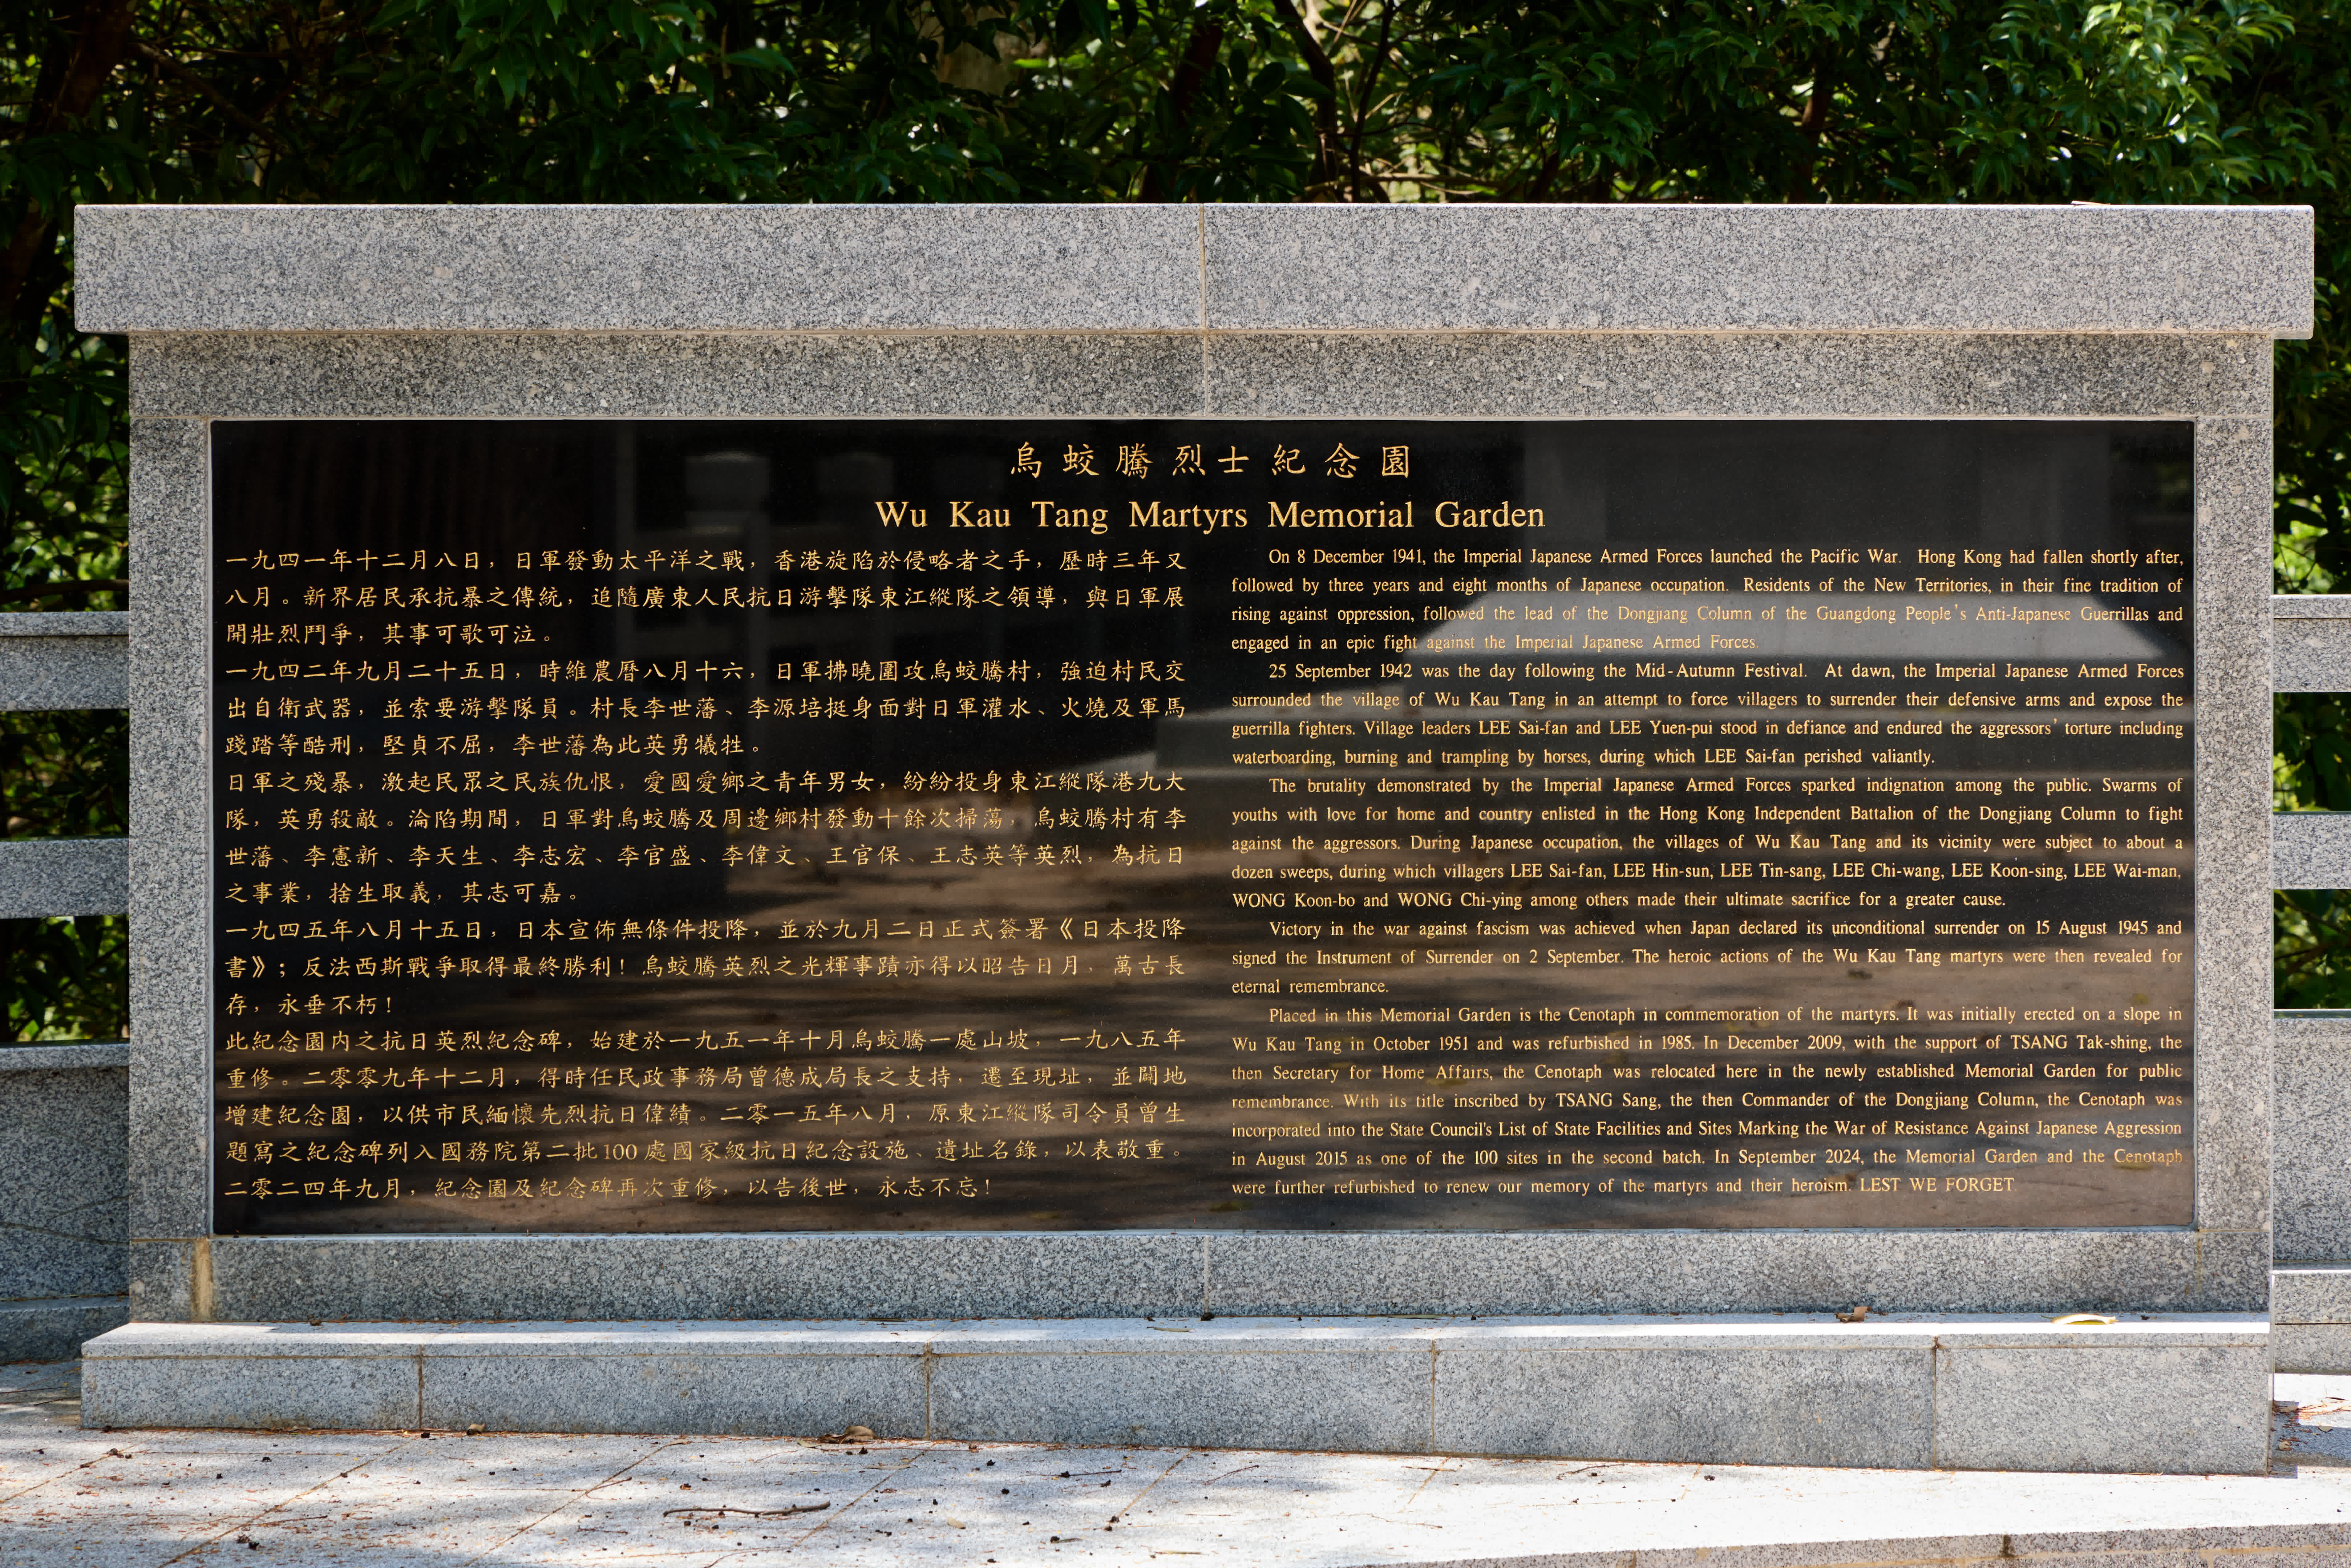 烏蛟騰烈士紀念園
Wu Kau Tang Martyrs Memorial Garden
一九四一年十二月八日，日軍發動太平洋之戰，香港旋陷於侵略者之手，歷時三年又
八月。新界居民承抗暴之傳統，追隨廣東人民抗日游擊隊東江縱隊之領導，與日軍展
開壯烈鬥爭，其事可歌可泣。
一九四二年九月二十五日，時維農曆八月十六，日軍拂曉圍攻烏蛟騰村，強迫村民交
出自衛武器，並索要游擊隊員。村長李世藩、李源培挺身面對日軍灌水、火燒及軍馬
踐踏等酷刑，堅貞不屈，李世藩為此英勇犧牲。
日軍之殘暴，激起民眾之民族仇恨，愛國愛鄉之青年男女，紛紛投身東江縱隊港九大
隊，英勇殺敵。淪陷期間，日軍對烏蛟騰及周邊鄉村發動十餘次掃蕩，烏蛟騰村有李
世藩、李憲新、李天生、李志宏、李官盛、李偉文、王官保、王志英等英烈，為抗日
之事業，捨生取義，其志可嘉。
一九四五年八月十五日，日本宣佈無條件投降，並於九月二日正式簽署《日本投降
書》；反法西斯戰爭取得最終勝利！烏蛟騰英烈之光輝事蹟亦得以昭告日月，萬古長
存，永垂不朽！
此紀念園內之抗日英烈紀念碑，始建於一九五一年十月烏蛟騰一處山坡，一九八五年
重修。二零零九年十二月，得時任民政事務局曾德成局長之支持，遷至現址，並闢地
增建紀念園，以供市民緬懷先烈抗日偉績。二零一五年八月，原東江縱隊司令員曾生
題寫之紀念碑列入國務院第二批100處國家級抗日紀念設施、遺址名錄，以表敬重。
二零二四年九月，紀念園及紀念碑再次重修，以告後世，永志不忘！
On 8 December 1941, the Imperial Japanese Armed Forces launched the Pacific War. Hong Kong had fallen shortly after,
followed by three years and eight months of Japanese occupation. Residents of the New Territories, in their fine tradition of
rising against oppression, followed the lead of the Dongjiang Column of the Guangdong People's Anti-Japanese Guerrillas and
engaged in an epic fight against the Imperial Japanese Armed Forces.
25 September 1942 was the day following the Mid-Autumn Festival. At dawn, the Imperial Japanese Armed Forces
surrounded the village of Wu Kau Tang in an attempt to force villagers to surrender their defensive arms and expose the
guerrilla fighters. Village leaders LEE Sai-fan and LEE Yuen-pui stood in defiance and endured the aggressors' torture including
waterboarding, burning and trampling by horses, during which LEE Sai-fan perished valiantly.
The brutality demonstrated by the Imperial Japanese Armed Forces sparked indignation among the public. Swarms of
youths with love for home and country enlisted in the Hong Kong Independent Battalion of the Dongjiang Column to fight
against the aggressors. During Japanese occupation, the villages of Wu Kau Tang and its vicinity were subject to about a
dozen sweeps, during which villagers LEE Sai-fan, LEE Hin-sun, LEE Tin-sang, LEE Chi-wang, LEE Koon-sing, LEE Wai-man,
WONG Koon-bo and WONG Chi-ying among others made their ultimate sacrifice for a greater cause.
Victory in the war against fascism was achieved when Japan declared its unconditional surrender on 15 August 1945 and
signed the Instrument of Surrender on 2 September. The heroic actions of the Wu Kau Tang martyrs were then revealed for
eternal remembrance.
Placed in this Memorial Garden is the Cenotaph in commemoration of the martyrs. It was initially erected on a slope in
Wu Kau Tang in October 1951 and was refurbished in 1985. In December 2009, with the support of TSANG Tak-shing, the
then Secretary for Home Affairs, the Cenotaph was relocated here in the newly established Memorial Garden for public
remembrance. With its title inscribed by TSANG Sang, the then Commander of the Dongjiang Column, the Cenotaph was
incorporated into the State Council's List of State Facilities and Sites Marking the War of Resistance Against Japanese Aggression
in August 2015 as one of the 100 sites in the second batch. In September 2024, the Memorial Garden and the Cenotaph
were further refurbished to renew our memory of the martyrs and their heroism. LEST WE FORGET